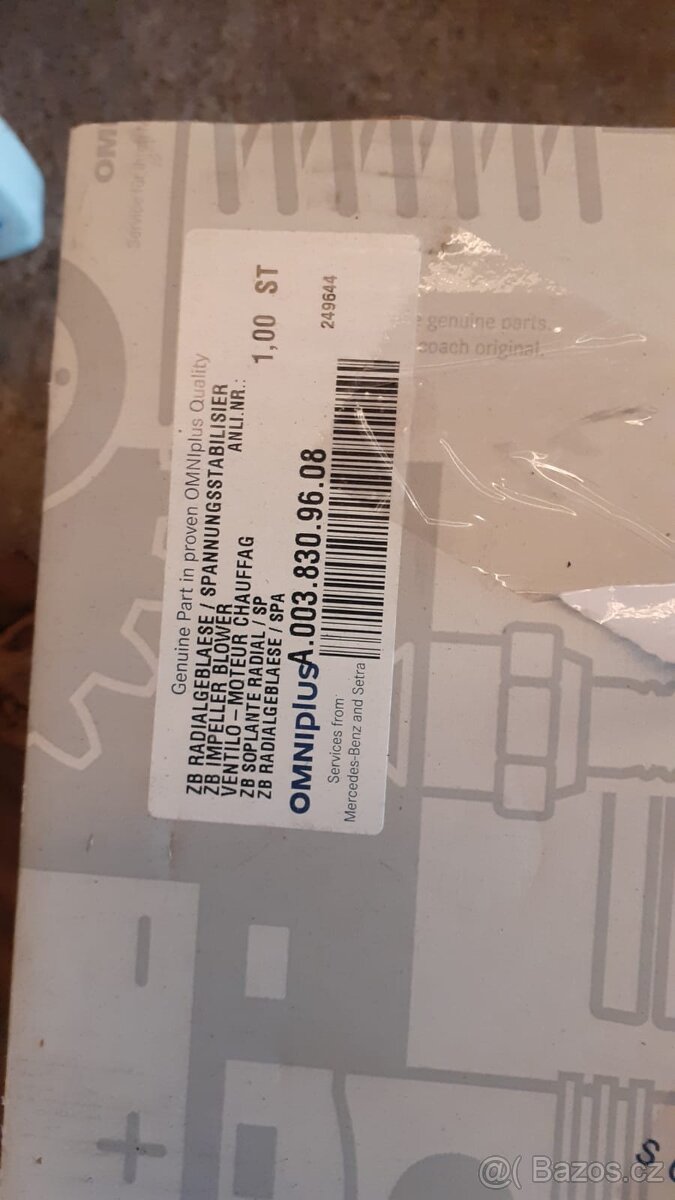 Genuine Part in proven OMNIplus Quality
ZB RADIALGEBLAESE / SPANNUNGSSTABILISIER
ZB IMPELLER BLOWER
ANLI.NR.:
VENTILO - MOTEUR CHAUFFAG
ZB SOPLANTE RADIAL / SP
1,00 ST
ZB RADIALGEBLAESE / SPA
OMNIplus
A.003.830.96.08
249644
Services from
Mercedes-Benz and Setra
genuine parts.
coach original.
OM
@( Bazos.cz